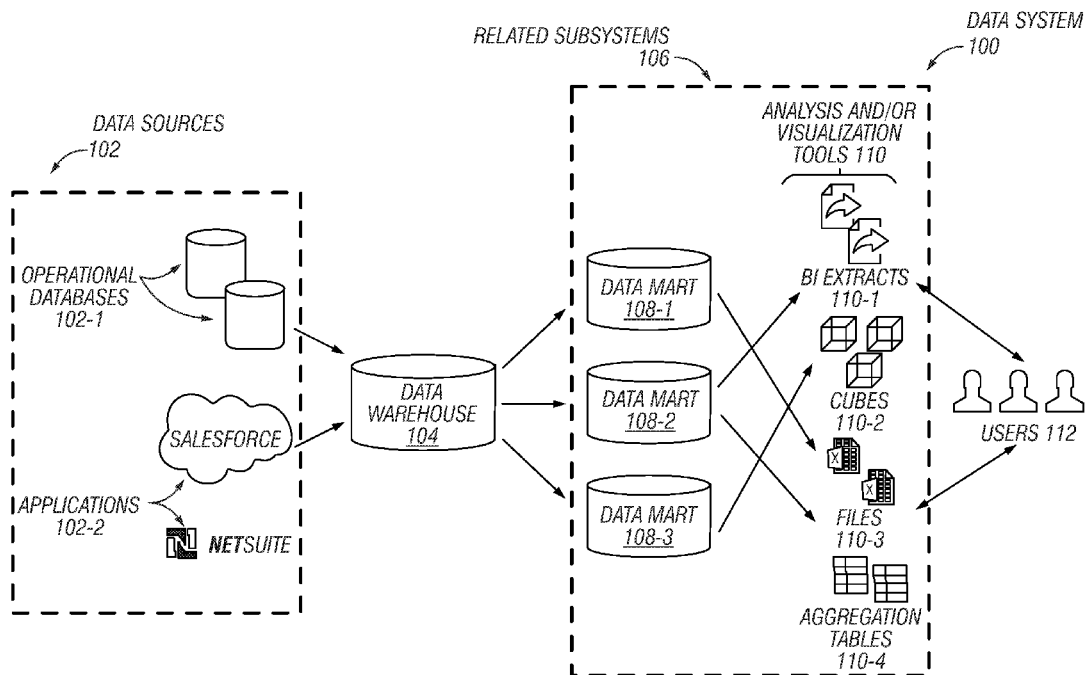 DATA SYSTEM
100
RELATED SUBSYSTEMS
106
DATA SOURCES
102
OPERATIONAL
DATABASES
102-1
SALESFORCE
APPLICATIONS
102-2
NETSUITE
DATA
WAREHOUSE
104
DATA MART
108-1
DATA MART
108-2
DATA MART
108-3
ANALYSIS AND/OR
VISUALIZATION
TOOLS 110
BI EXTRACTS
110-1
CUBES
110-2
X
X
FILES
110-3
AGGREGATION
TABLES
110-4
USERS 112